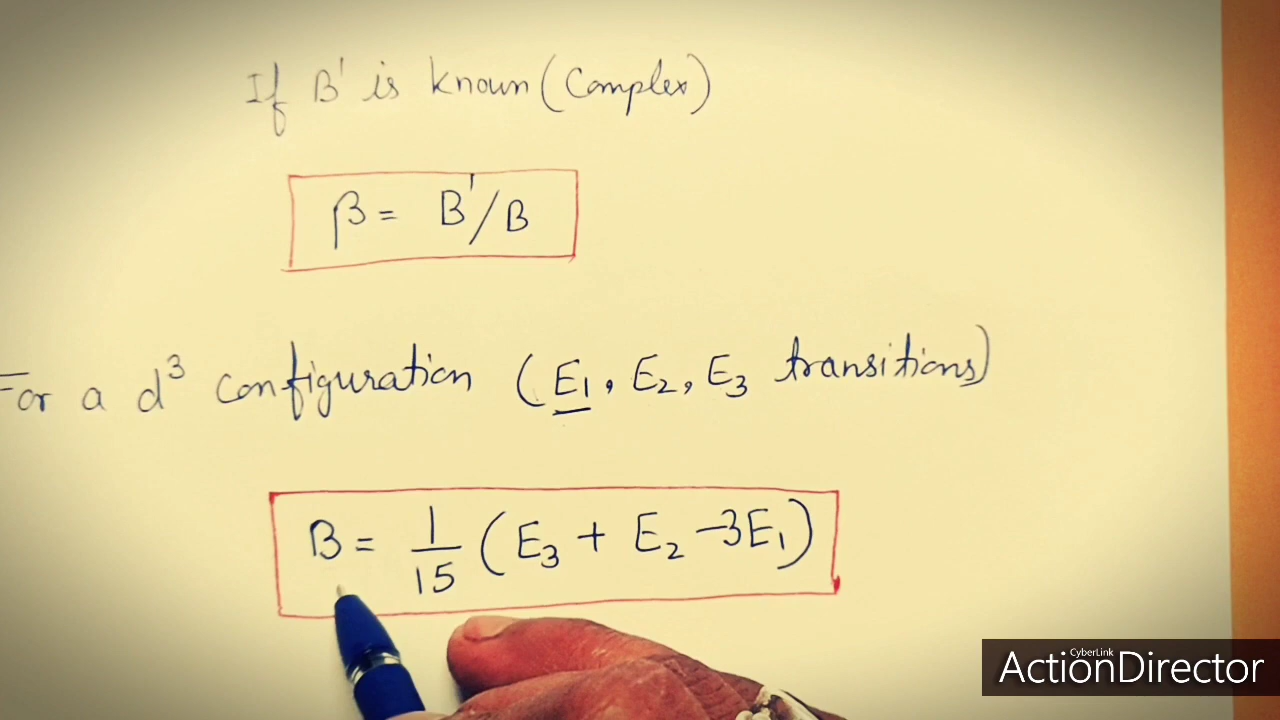 If B' is known (Complex)
β = B'/B
For a d³ configuration (E₁, E₂, E₃ transitions)
B = 1/15 (E₃ + E₂ -3E₁)
CyberLink
ActionDirector